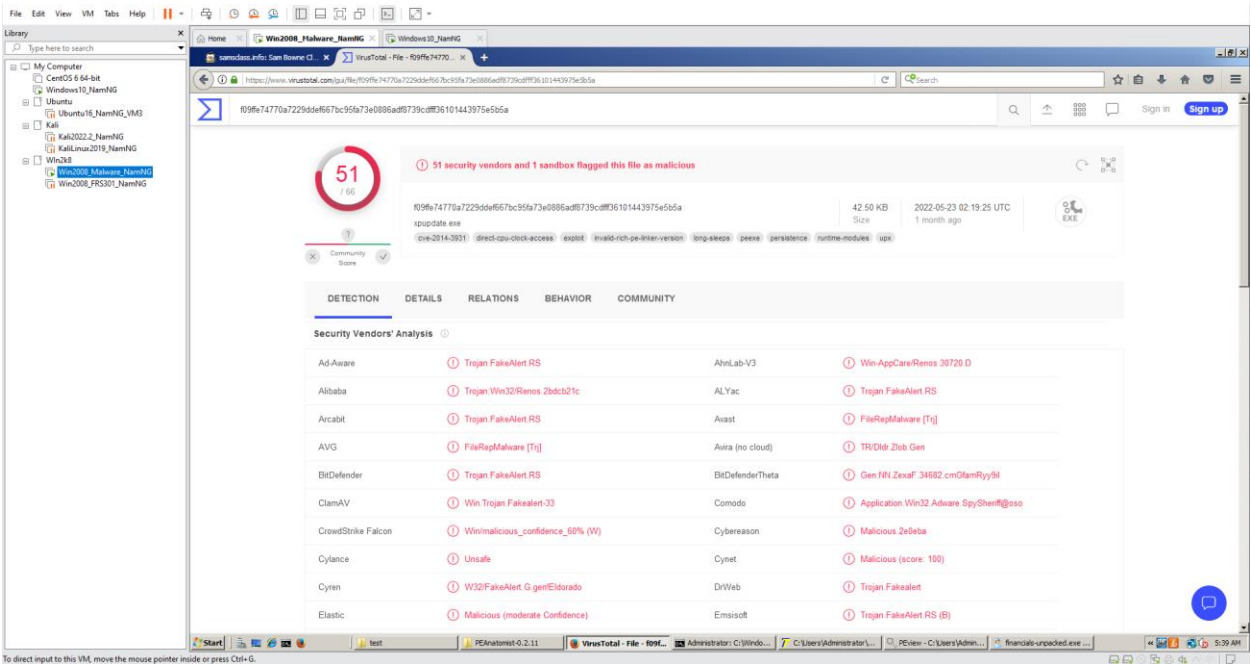 File Edit View VM Tabs Help
Library
Type here to search
My Computer
CentOS 6 64-bit
Windows10_NamNG
Ubuntu
Ubuntu16_NamNG_VM3
Kali
Kali2022.2_NamNG
KaliLinux2019_NamNG
Win2k8
Win2008_Malware_NamNG
Win2008_FRS301_NamNG
Home Win2008_Malware_NamNG Windows10_NamNG
samsclass.info: Sam Bowne Cl... VirusTotal - File - f09ffe74770...
https://www.virustotal.com/gui/file/f09ffe74770a7229ddef667bc95fa73e0886adf8739cdfff36101443975e5b5a
Search
f09ffe74770a7229ddef667bc95fa73e0886adf8739cdfff36101443975e5b5a
Sign in Sign up
51
/ 66
51 security vendors and 1 sandbox flagged this file as malicious
f09ffe74770a7229ddef667bc95fa73e0886adf8739cdfff36101443975e5b5a
xpupdate.exe
42.50 KB
Size
2022-05-23 02:19:25 UTC
1 month ago
EXE
?
Community
Score
cve-2014-3931 direct-cpu-clock-access exploit invalid-rich-pe-linker-version long-sleeps peexe persistence runtime-modules upx
DETECTION DETAILS RELATIONS BEHAVIOR COMMUNITY
Security Vendors' Analysis
Ad-Aware Trojan.FakeAlert.RS AhnLab-V3 Win-AppCare/Renos.30720.D
Alibaba Trojan:Win32/Renos.2bdcb21c ALYac Trojan.FakeAlert.RS
Arcabit Trojan.FakeAlert.RS Avast FileRepMalware [Trj]
AVG FileRepMalware [Trj] Avira (no cloud) TR/Dldr.Zlob.Gen
BitDefender Trojan.FakeAlert.RS BitDefenderTheta Gen:NN.ZexaF.34682.cmGfamRyy9il
ClamAV Win.Trojan.Fakealert-33 Comodo Application.Win32.Adware.SpySheriff@oso
CrowdStrike Falcon Win/malicious_confidence_60% (W) Cybereason Malicious.2e0eba
Cylance Unsafe Cynet Malicious (score: 100)
Cyren W32/FakeAlert.G.gen!Eldorado DrWeb Trojan.Fakealert
Elastic Malicious (moderate Confidence) Emsisoft Trojan.FakeAlert.RS (B)
Start test PEAnatomist-0.2.11 VirusTotal - File - f09f... Administrator: C:\Windo... C:\Users\Administrator\... PEview - C:\Users\Admin... financials-unpacked.exe ... 5:39 AM
To direct input to this VM, move the mouse pointer inside or press Ctrl+G.